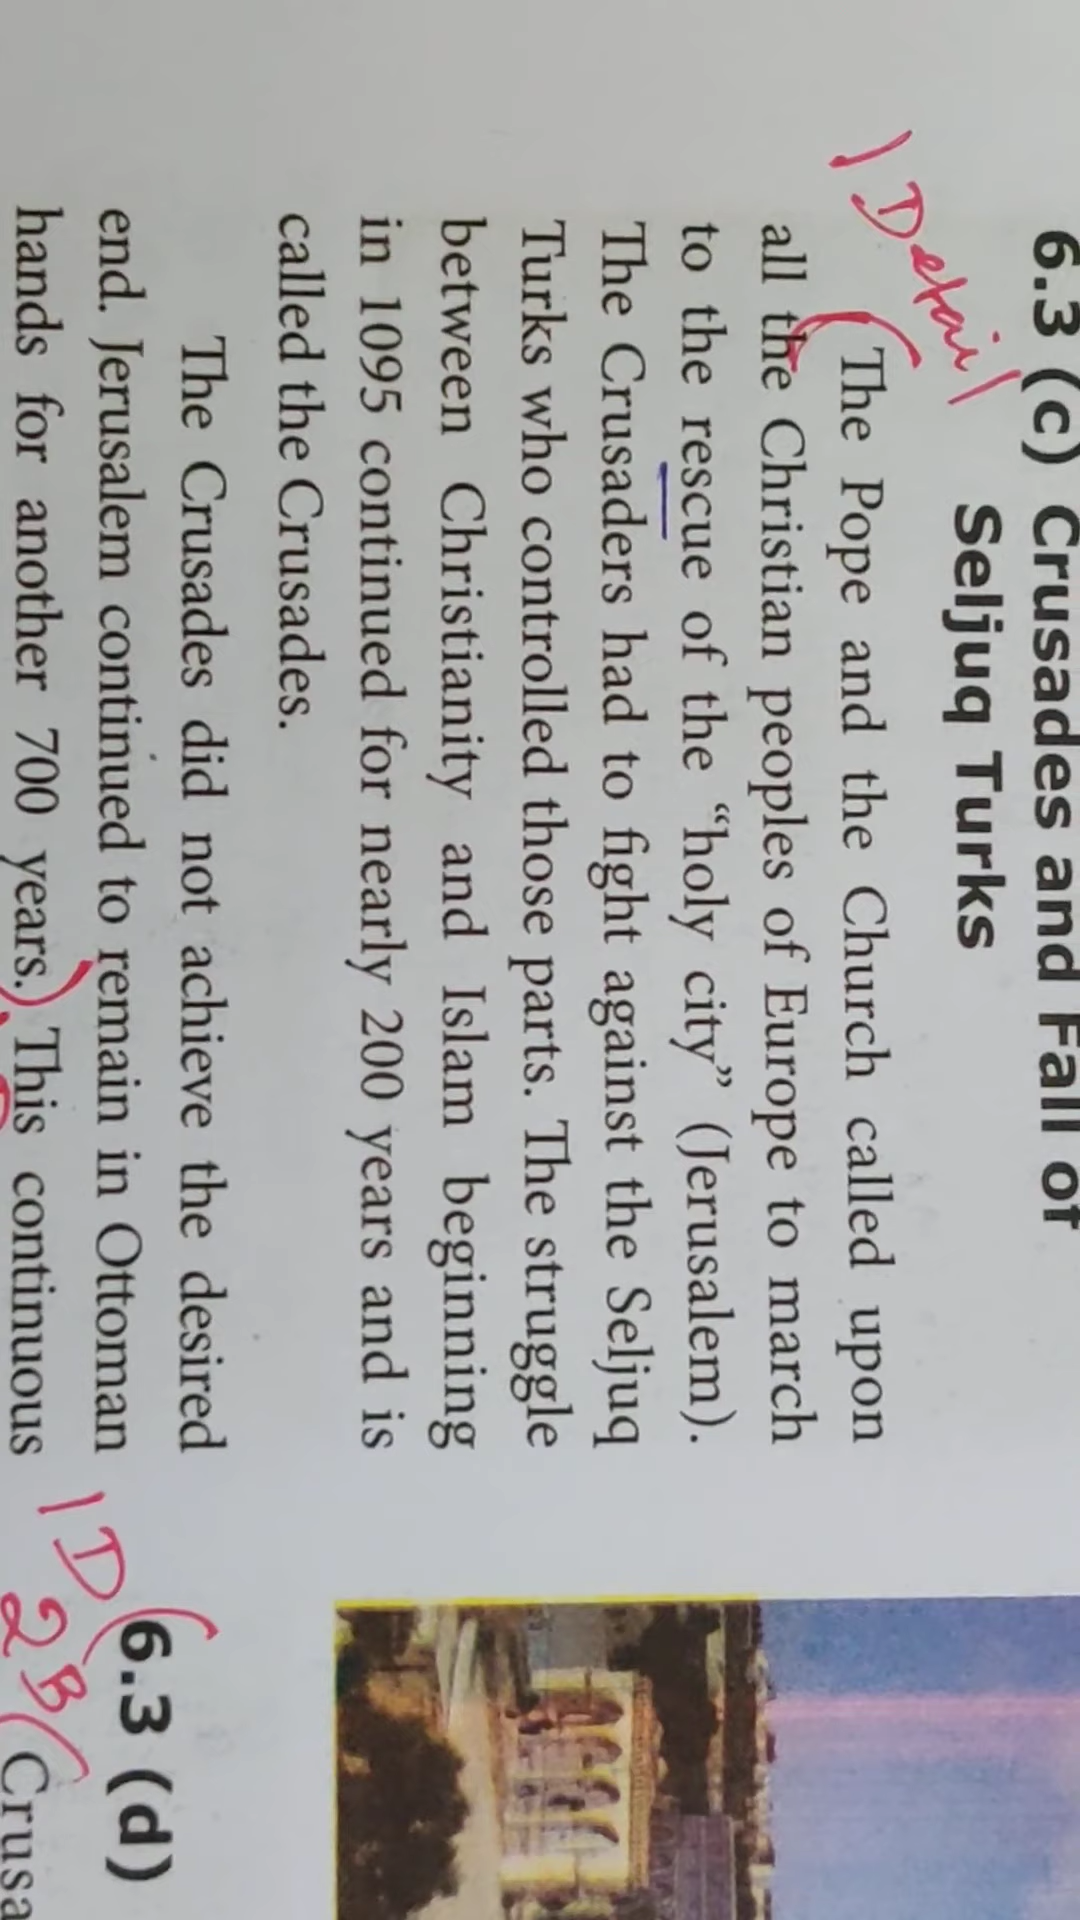 6.3 (c) Crusades and Fall of
Seljuq Turks
1 Detail
The Pope and the Church called upon
all the Christian peoples of Europe to march
to the rescue of the “holy city” (Jerusalem).
The Crusaders had to fight against the Seljuq
Turks who controlled those parts. The struggle
between Christianity and Islam beginning
in 1095 continued for nearly 200 years and is
called the Crusades.
The Crusades did not achieve the desired
end. Jerusalem continued to remain in Ottoman
hands for another 700 years.) This continuous
1 D (
6.3 (d)
2 B (
Crusa